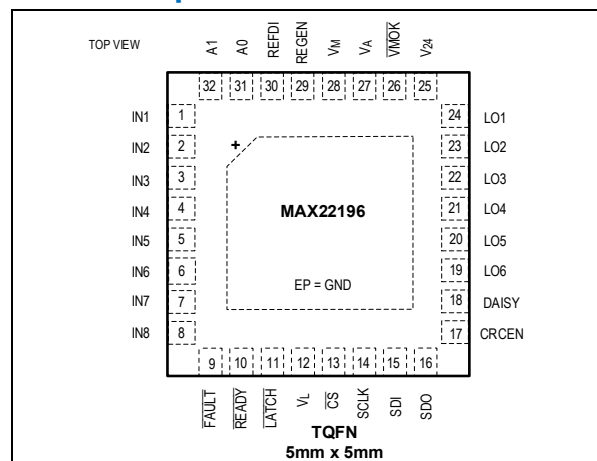 TOP VIEW
A1 A0 REFDI REGEN VM VA VMOK V24
32 31 30 29 28 27 26 25
IN1 1 24 LO1
IN2 2 + 23 LO2
IN3 3 22 LO3
IN4 4 MAX22196 21 LO4
IN5 5 20 LO5
IN6 6 19 LO6
IN7 7 EP = GND 18 DAISY
IN8 8 17 CRCEN
9 10 11 12 13 14 15 16
FAULT READY LATCH VL CS SCLK SDI SDO
TQFN
5mm x 5mm